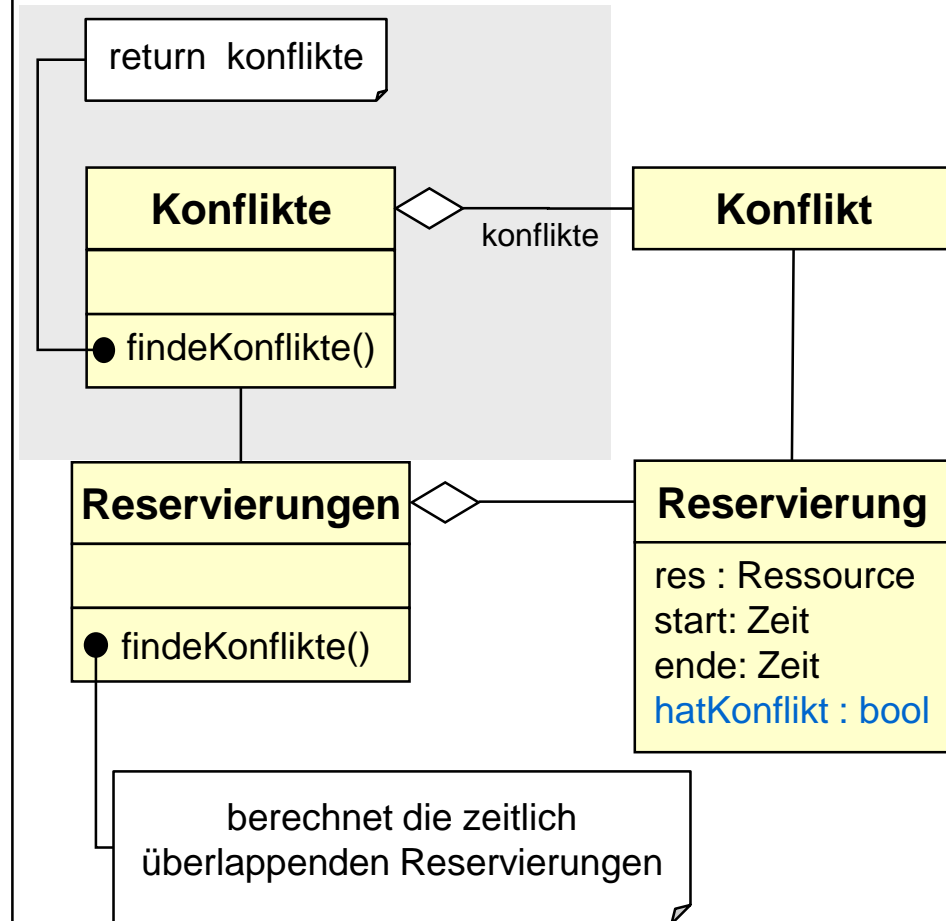 return konflikte
Konflikte
Konflikt
konflikte
findeKonflikte()
Reservierungen
Reservierung
res : Ressource
start: Zeit
ende: Zeit
hatKonflikt : bool
findeKonflikte()
berechnet die zeitlich
überlappenden Reservierungen